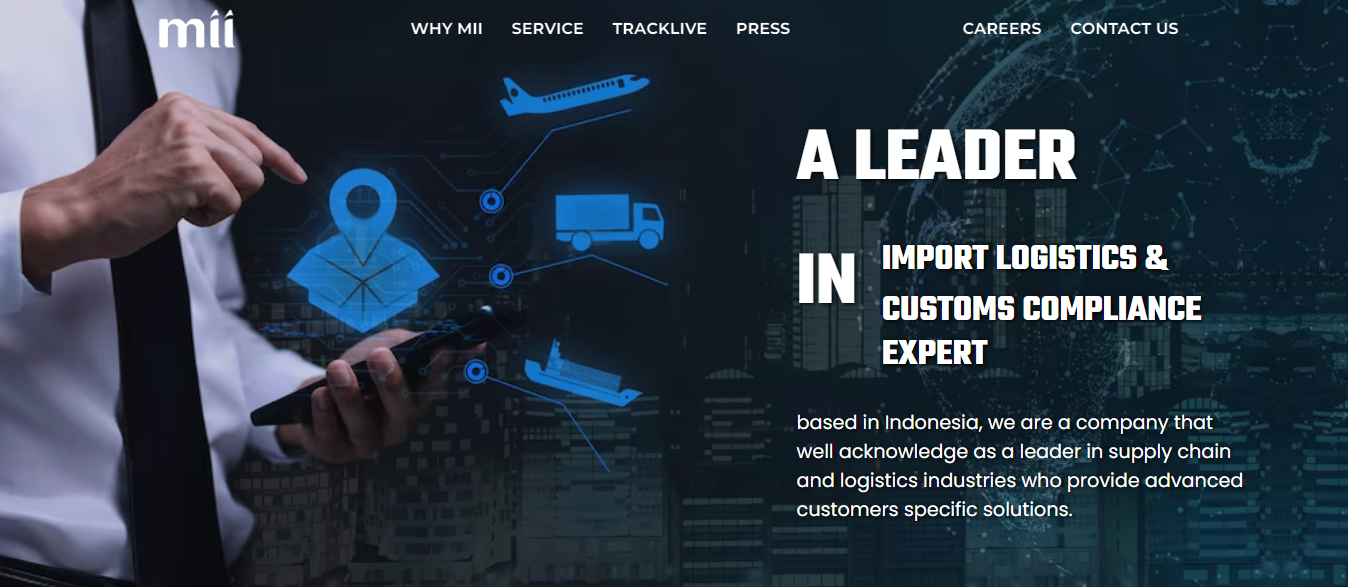 mii
WHY MII
SERVICE
TRACKLIVE
PRESS
CAREERS
CONTACT US
A LEADER
IN
IMPORT LOGISTICS &
CUSTOMS COMPLIANCE
EXPERT
based in Indonesia, we are a company that
well acknowledge as a leader in supply chain
and logistics industries who provide advanced
customers specific solutions.